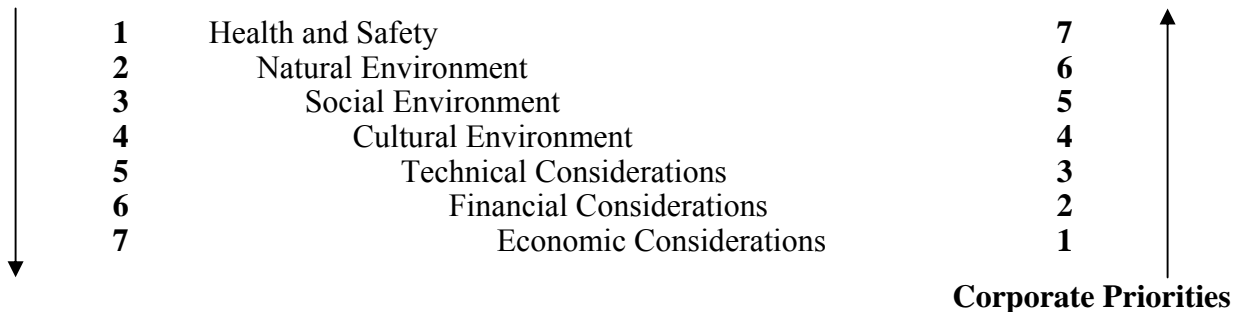 1 Health and Safety 7
2 Natural Environment 6
3 Social Environment 5
4 Cultural Environment 4
5 Technical Considerations 3
6 Financial Considerations 2
7 Economic Considerations 1
Corporate Priorities